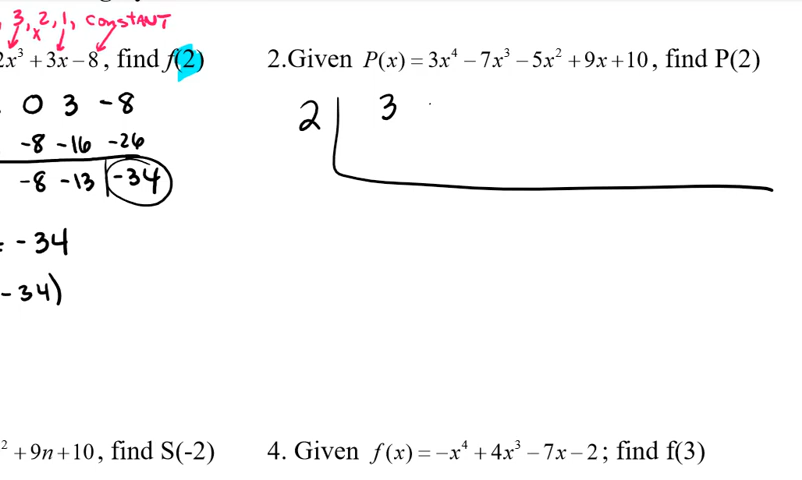 3, 2, 1, constant
x
2x³ + 3x − 8, find f(2)
0 3 -8
-8 -16 -26
-8 -13 -34
= -34
-34)
2.Given P(x) = 3x⁴ − 7x³ − 5x² + 9x + 10, find P(2)
2 3
² + 9n + 10, find S(-2)
4. Given f(x) = −x⁴ + 4x³ − 7x − 2; find f(3)